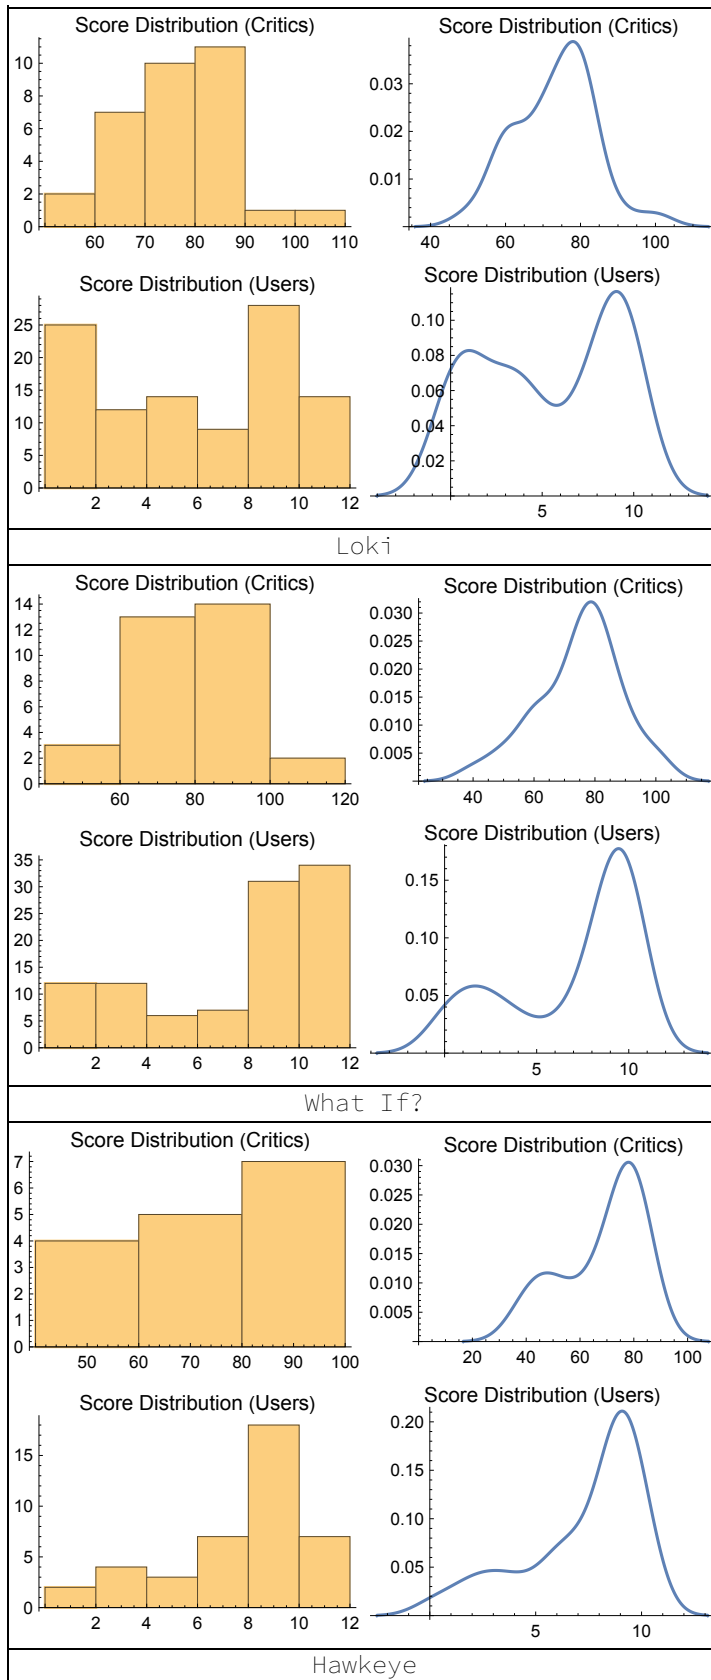 Score Distribution (Critics)
10
8
6
4
2
0
60 70 80 90 100 110
Score Distribution (Critics)
0.03
0.02
0.01
40 60 80 100
Score Distribution (Users)
25
20
15
10
5
0
2 4 6 8 10 12
Score Distribution (Users)
0.10
0.08
0.06
0.04
0.02
5 10
Loki
Score Distribution (Critics)
14
12
10
8
6
4
2
0
60 80 100 120
Score Distribution (Critics)
0.030
0.025
0.020
0.015
0.010
0.005
40 60 80 100
Score Distribution (Users)
35
30
25
20
15
10
5
0
2 4 6 8 10 12
Score Distribution (Users)
0.15
0.10
0.05
5 10
What If?
Score Distribution (Critics)
7
6
5
4
3
2
1
0
50 60 70 80 90 100
Score Distribution (Critics)
0.030
0.025
0.020
0.015
0.010
0.005
20 40 60 80 100
Score Distribution (Users)
15
10
5
0
2 4 6 8 10 12
Score Distribution (Users)
0.20
0.15
0.10
0.05
5 10
Hawkeye